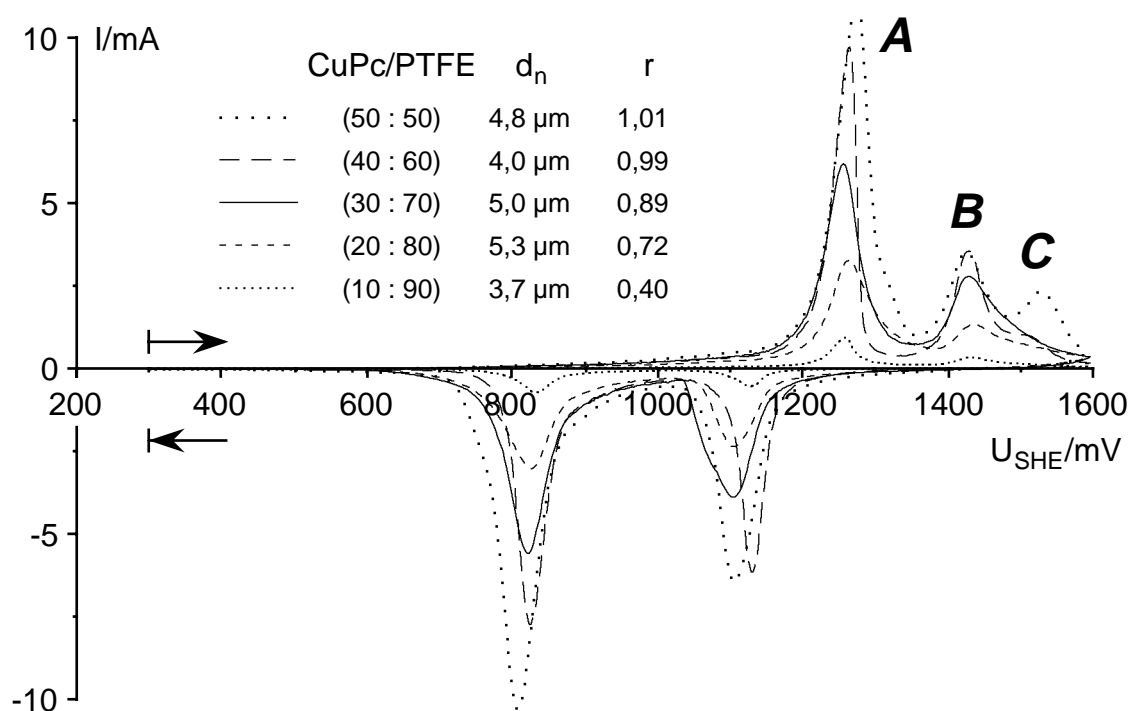 10 I/mA
A
CuPc/PTFE dn r
(50 : 50) 4,8 µm 1,01
(40 : 60) 4,0 µm 0,99
5 (30 : 70) 5,0 µm 0,89
B
(20 : 80) 5,3 µm 0,72
C
(10 : 90) 3,7 µm 0,40
0
200 400 600 800 1000 1200 1400 1600
USHE/mV
-5
-10